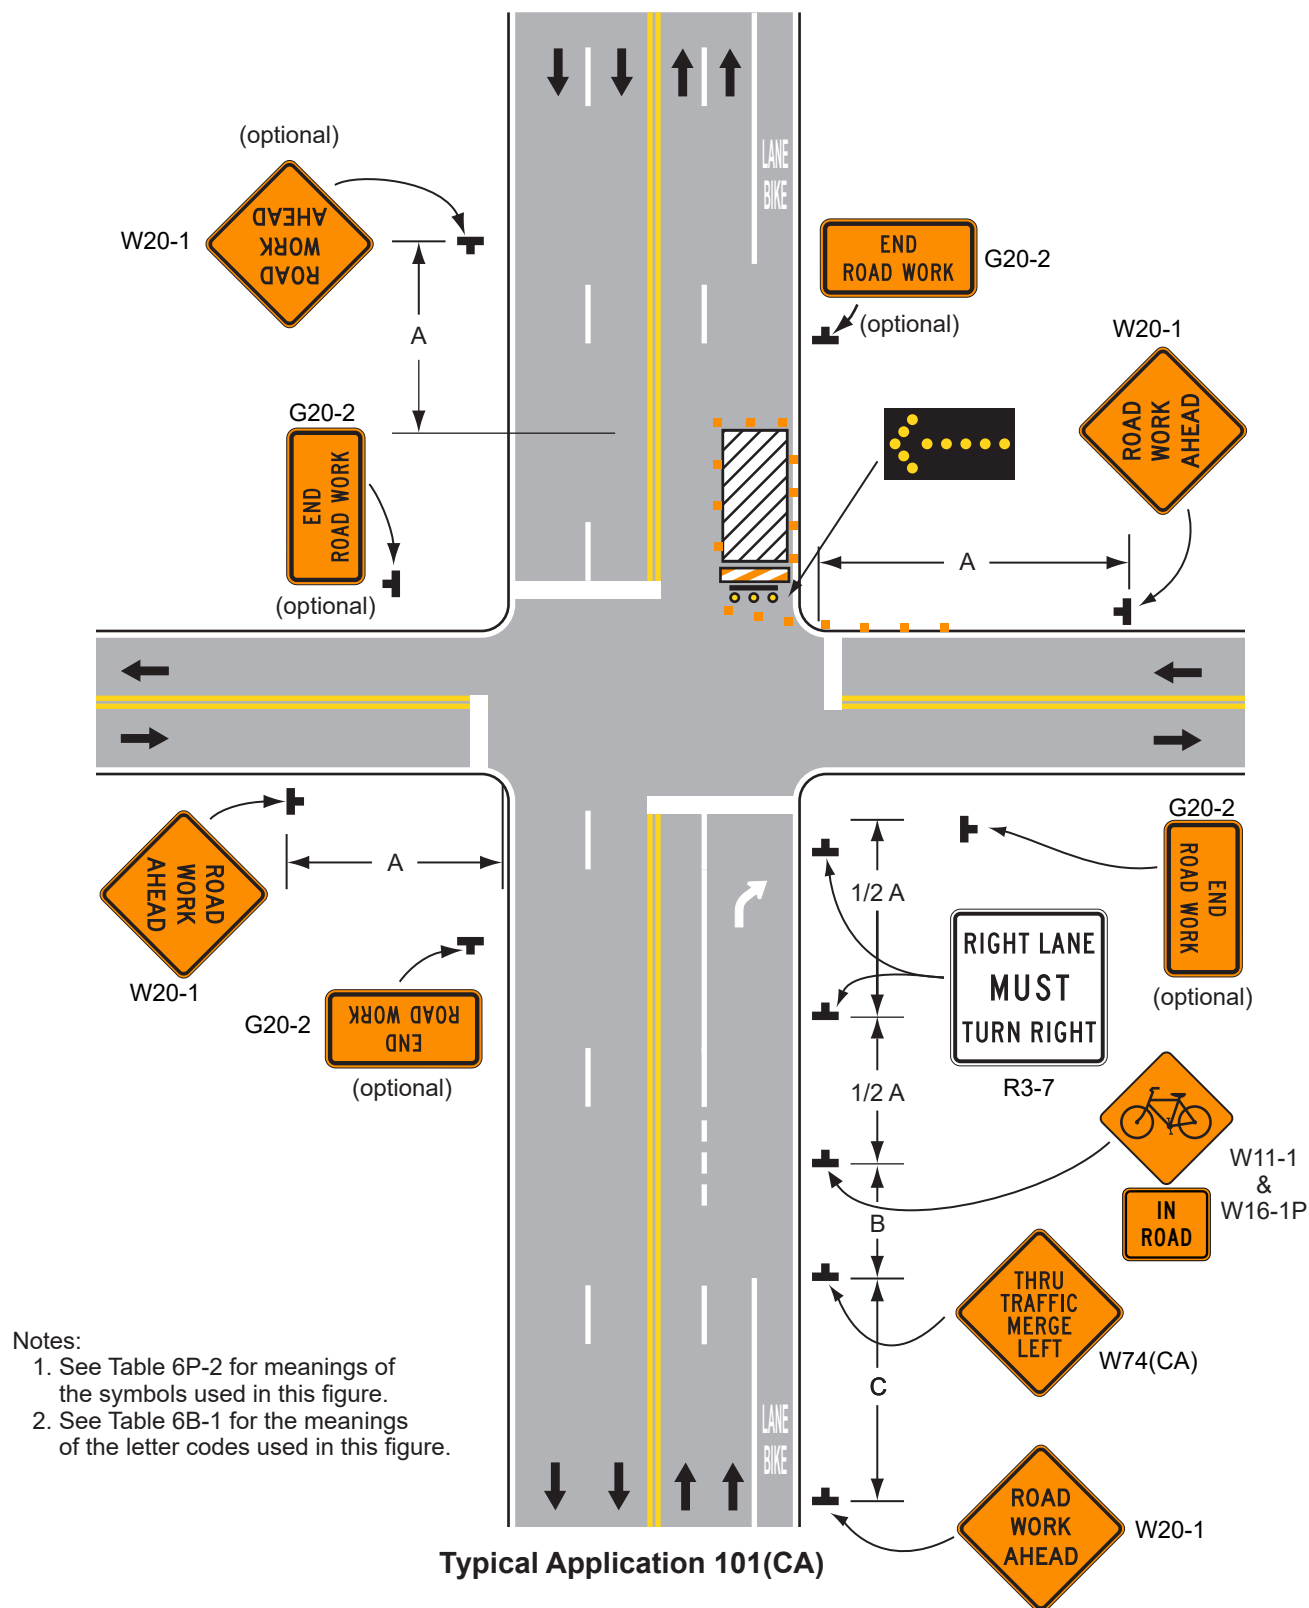 LANE
BIKE
(optional)
W20-1
ROAD
WORK
AHEAD
A
END
ROAD WORK
G20-2
(optional)
W20-1
ROAD
WORK
AHEAD
G20-2
END
ROAD WORK
(optional)
A
A
ROAD
WORK
AHEAD
W20-1
G20-2
END
ROAD WORK
(optional)
1/2 A
G20-2
END
ROAD WORK
(optional)
RIGHT LANE
MUST
TURN RIGHT
R3-7
1/2 A
W11-1
&
W16-1P
IN
ROAD
B
THRU
TRAFFIC
MERGE
LEFT
W74(CA)
C
LANE
BIKE
ROAD
WORK
AHEAD
W20-1
Notes:
1. See Table 6P-2 for meanings of
the symbols used in this figure.
2. See Table 6B-1 for the meanings
of the letter codes used in this figure.
Typical Application 101(CA)